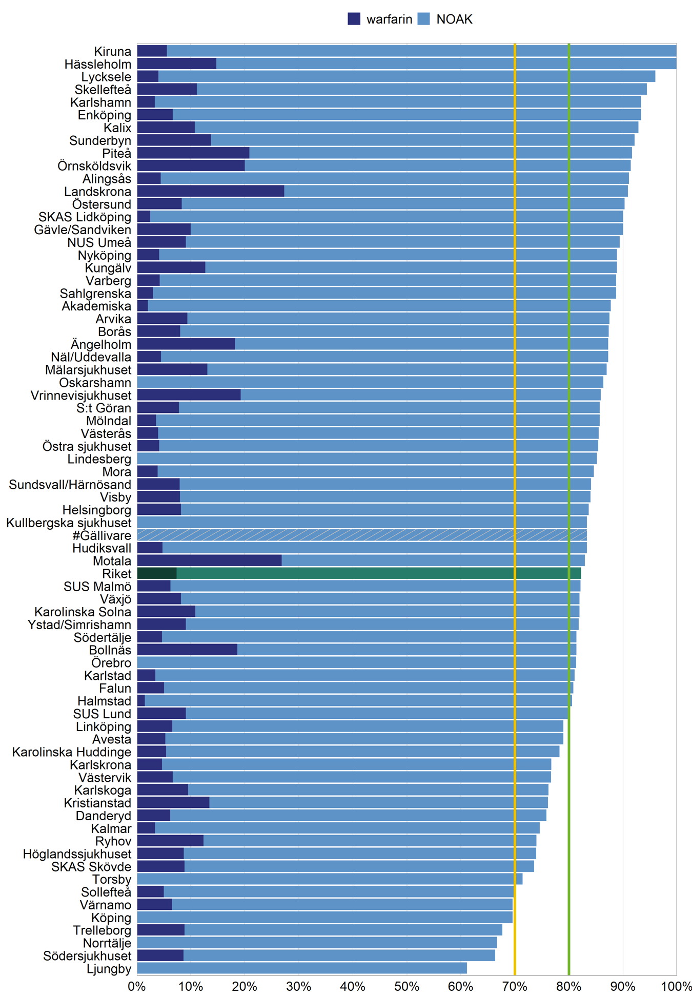 warfarin NOAK
Kiruna
Hässleholm
Lycksele
Skellefteå
Karlshamn
Enköping
Kalix
Sunderbyn
Piteå
Örnsköldsvik
Alingsås
Landskrona
Östersund
SKAS Lidköping
Gävle/Sandviken
NUS Umeå
Nyköping
Kungälv
Varberg
Sahlgrenska
Akademiska
Arvika
Borås
Ängelholm
Näl/Uddevalla
Mälarsjukhuset
Oskarshamn
Vrinnevisjukhuset
S:t Göran
Mölndal
Västerås
Östra sjukhuset
Lindesberg
Mora
Sundsvall/Härnösand
Visby
Helsingborg
Kullbergska sjukhuset
#Gällivare
Hudiksvall
Motala
Riket
SUS Malmö
Växjö
Karolinska Solna
Ystad/Simrishamn
Södertälje
Bollnäs
Örebro
Karlstad
Falun
Halmstad
SUS Lund
Linköping
Avesta
Karolinska Huddinge
Karlskrona
Västervik
Karlskoga
Kristianstad
Danderyd
Kalmar
Ryhov
Höglandssjukhuset
SKAS Skövde
Torsby
Sollefteå
Värnamo
Köping
Trelleborg
Norrtälje
Södersjukhuset
Ljungby
0% 10% 20% 30% 40% 50% 60% 70% 80% 90% 100%